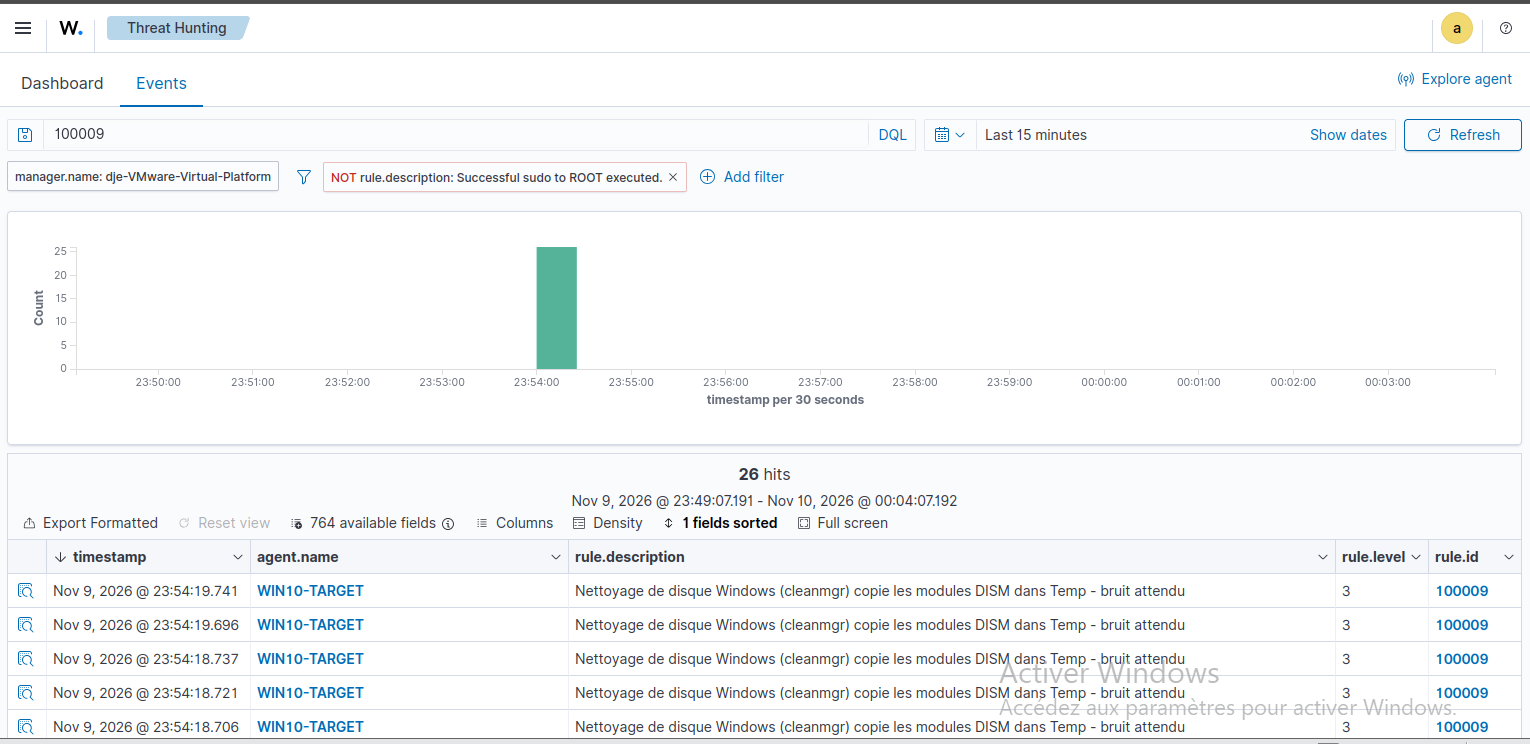 W. Threat Hunting a
Dashboard Events Explore agent
100009 DQL Last 15 minutes Show dates Refresh
manager.name: dje-VMware-Virtual-Platform NOT rule.description: Successful sudo to ROOT executed. × Add filter
25
20
15
10
5
0
Count
23:50:00 23:51:00 23:52:00 23:53:00 23:54:00 23:55:00 23:56:00 23:57:00 23:58:00 23:59:00 00:00:00 00:01:00 00:02:00 00:03:00
timestamp per 30 seconds
26 hits
Nov 9, 2026 @ 23:49:07.191 - Nov 10, 2026 @ 00:04:07.192
Export Formatted Reset view 764 available fields Columns Density 1 fields sorted Full screen
timestamp agent.name rule.description rule.level rule.id
Nov 9, 2026 @ 23:54:19.741 WIN10-TARGET Nettoyage de disque Windows (cleanmgr) copie les modules DISM dans Temp - bruit attendu 3 100009
Nov 9, 2026 @ 23:54:19.696 WIN10-TARGET Nettoyage de disque Windows (cleanmgr) copie les modules DISM dans Temp - bruit attendu 3 100009
Nov 9, 2026 @ 23:54:18.737 WIN10-TARGET Nettoyage de disque Windows (cleanmgr) copie les modules DISM dans Temp - bruit attendu 3 100009
Activer Windows
Nov 9, 2026 @ 23:54:18.721 WIN10-TARGET Nettoyage de disque Windows (cleanmgr) copie les modules DISM dans Temp - bruit attendu 3 100009
Accédez aux paramètres pour activer Windows.
Nov 9, 2026 @ 23:54:18.706 WIN10-TARGET Nettoyage de disque Windows (cleanmgr) copie les modules DISM dans Temp - bruit attendu 3 100009